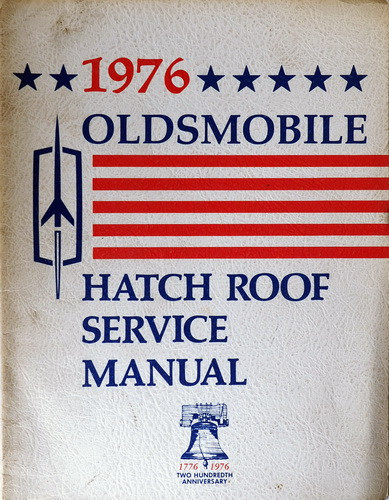 1976
OLDSMOBILE
HATCH ROOF
SERVICE
MANUAL
1776 1976
TWO HUNDREDTH
ANNIVERSARY